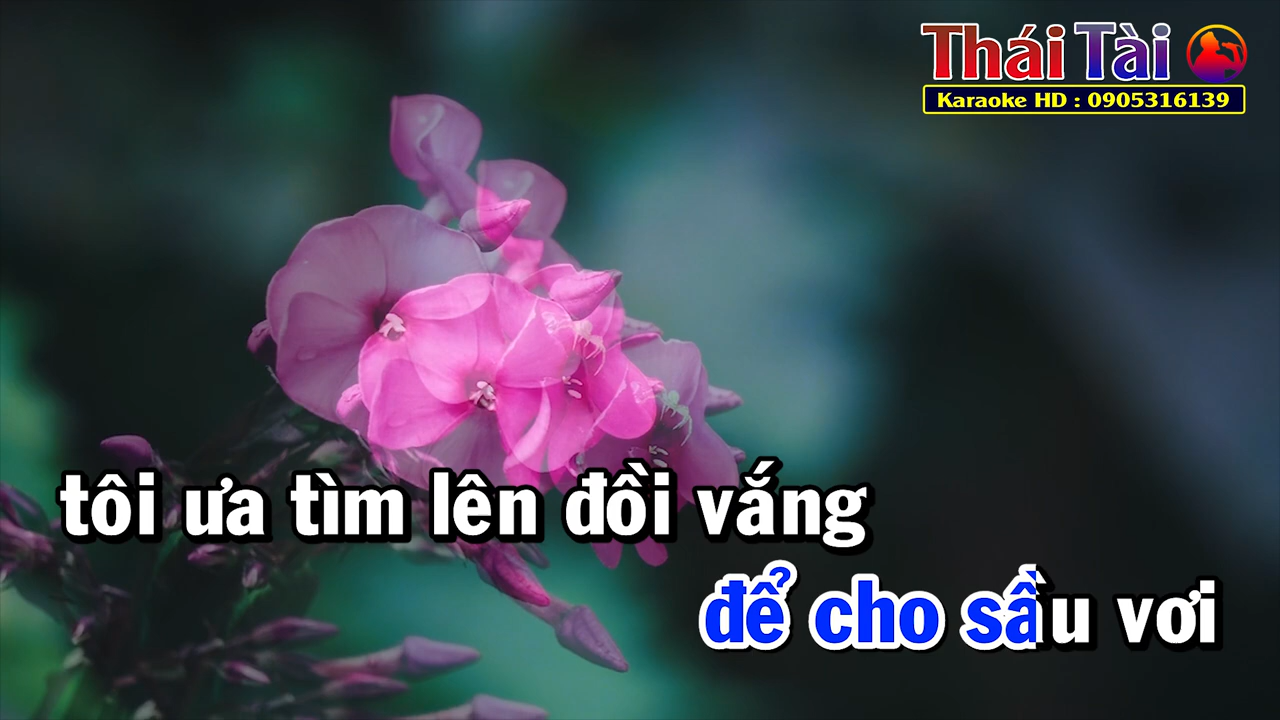 Thái Tài
Karaoke HD : 0905316139
tôi ưa tìm lên đồi vắng
để cho sầu vơi